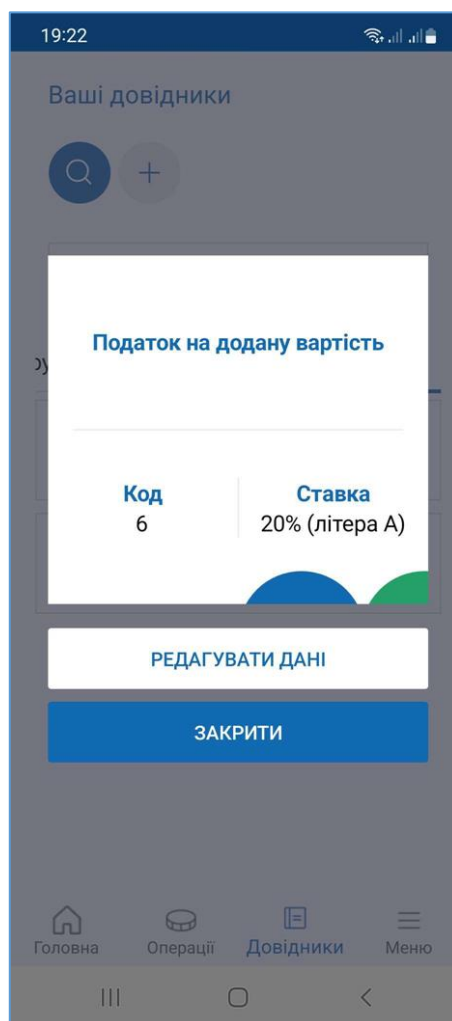 19:22
Ваші довідники
Податок на додану вартість
Код
6
Ставка
20% (літера А)
РЕДАГУВАТИ ДАНІ
ЗАКРИТИ
Головна
Операції
Довідники
Меню